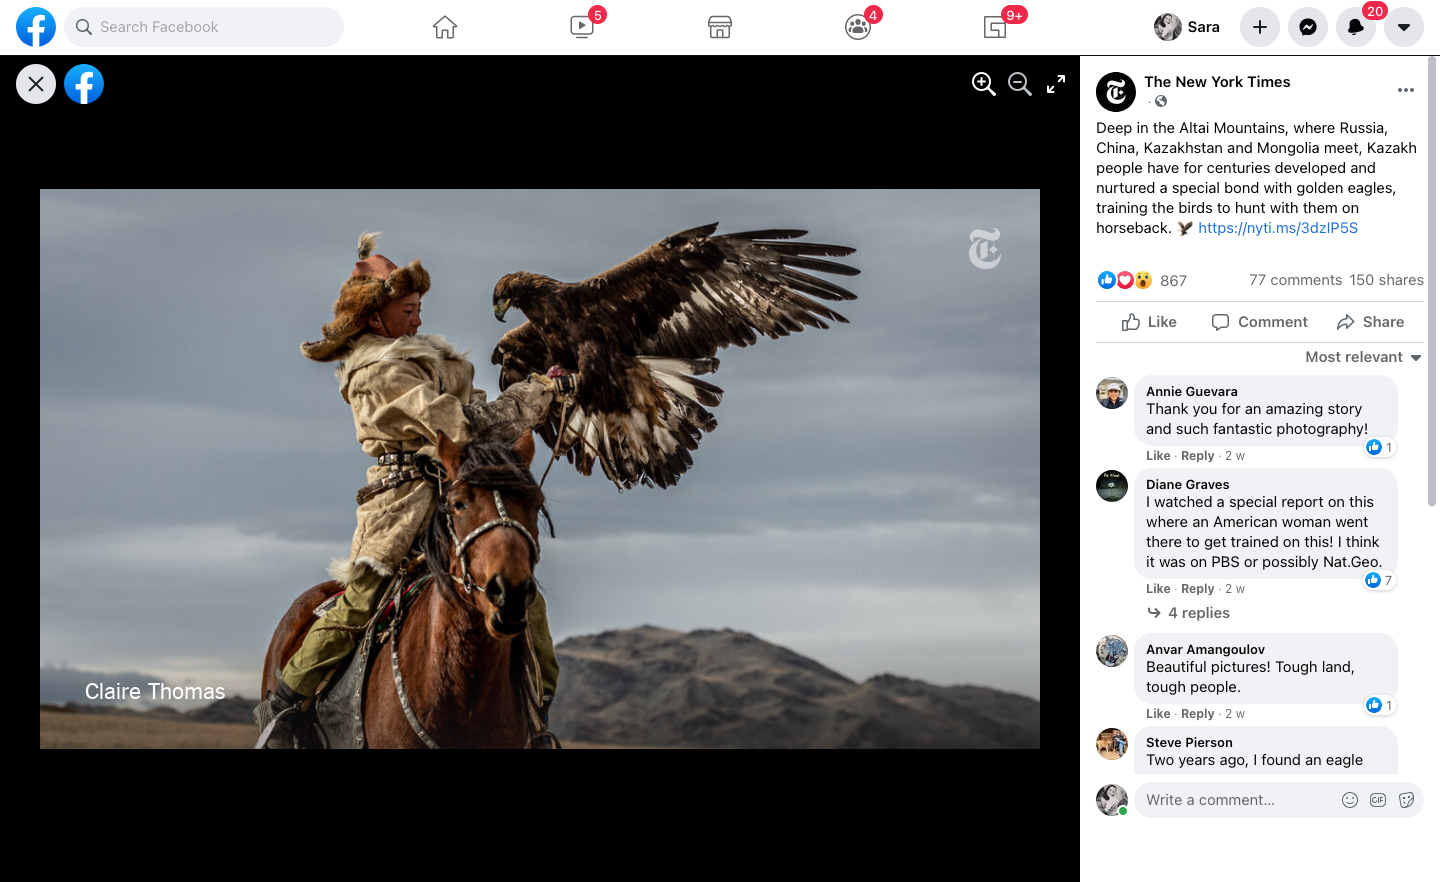 Search Facebook
5
4
9+
Sara
20
The New York Times
Deep in the Altai Mountains, where Russia,
China, Kazakhstan and Mongolia meet, Kazakh
people have for centuries developed and
nurtured a special bond with golden eagles,
training the birds to hunt with them on
horseback. 🦅 https://nyti.ms/3dzIP5S
867 77 comments 150 shares
Like Comment Share
Most relevant
Annie Guevara
Thank you for an amazing story
and such fantastic photography!
1
Like · Reply · 2 w
Diane Graves
I watched a special report on this
where an American woman went
there to get trained on this! I think
it was on PBS or possibly Nat.Geo.
7
Like · Reply · 2 w
4 replies
Anvar Amangoulov
Beautiful pictures! Tough land,
tough people.
1
Like · Reply · 2 w
Steve Pierson
Two years ago, I found an eagle
Write a comment...
GIF
Claire Thomas